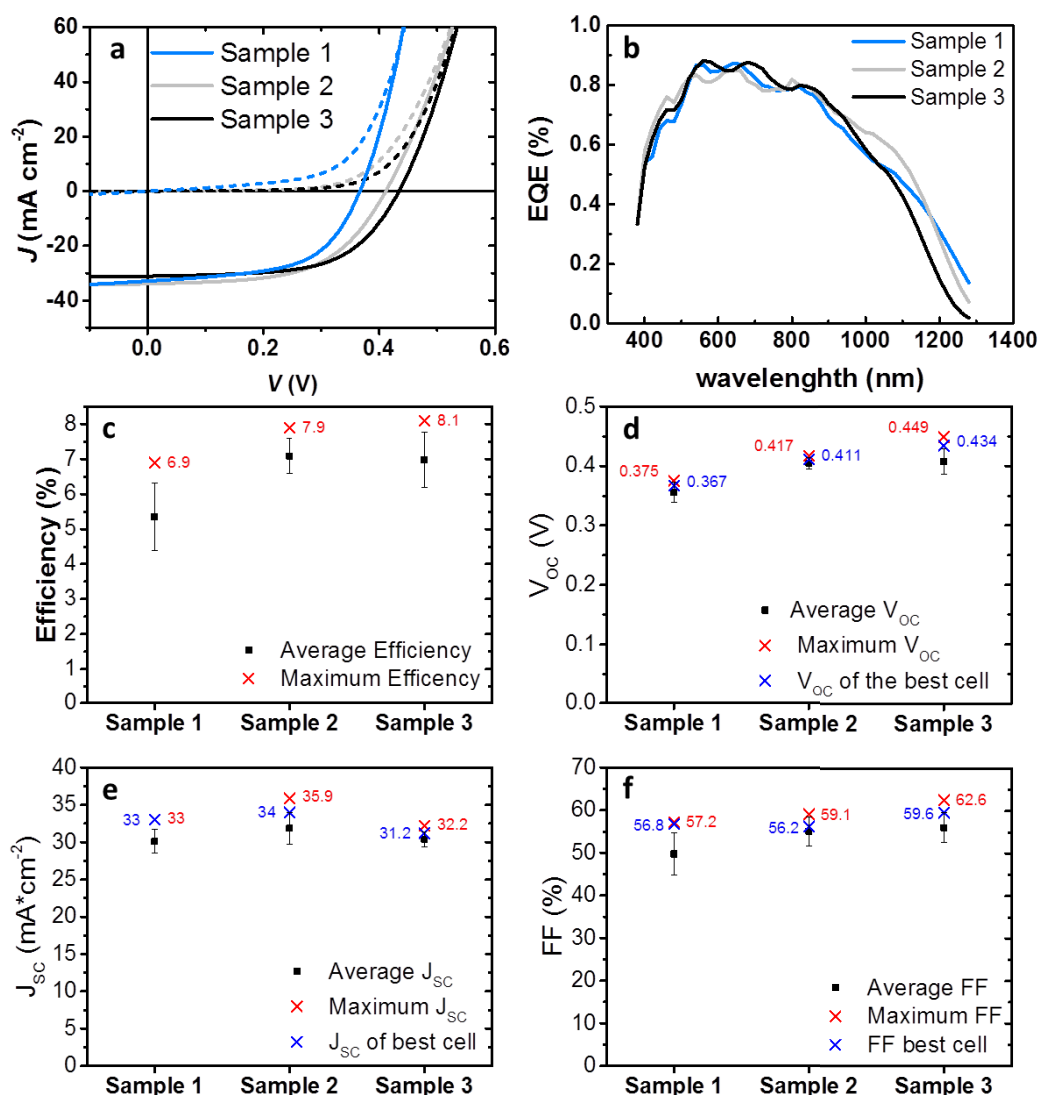 a
Sample 1
Sample 2
Sample 3
J (mA cm-2)
60
40
20
0
-20
-40
0.0 0.2 0.4 0.6
V (V)
b
Sample 1
Sample 2
Sample 3
EQE (%)
1.0
0.8
0.6
0.4
0.2
0.0
200 400 600 800 1000 1200 1400
wavelenghth (nm)
c
Efficiency (%)
8
7
6
5
4
3
2
1
0
6.9
7.9
8.1
Average Efficiency
Maximum Efficency
Sample 1 Sample 2 Sample 3
d
VOC (V)
0.5
0.4
0.3
0.2
0.1
0.0
0.375
0.367
0.417
0.411
0.449
0.434
Average VOC
Maximum VOC
VOC of the best cell
Sample 1 Sample 2 Sample 3
e
JSC (mA*cm-2)
40
35
30
25
20
15
10
5
0
33
33
34
35.9
31.2
32.2
Average JSC
Maximum JSC
JSC of best cell
Sample 1 Sample 2 Sample 3
f
FF (%)
70
60
50
40
30
20
10
0
56.8
57.2
56.2
59.1
59.6
62.6
Average FF
Maximum FF
FF best cell
Sample 1 Sample 2 Sample 3